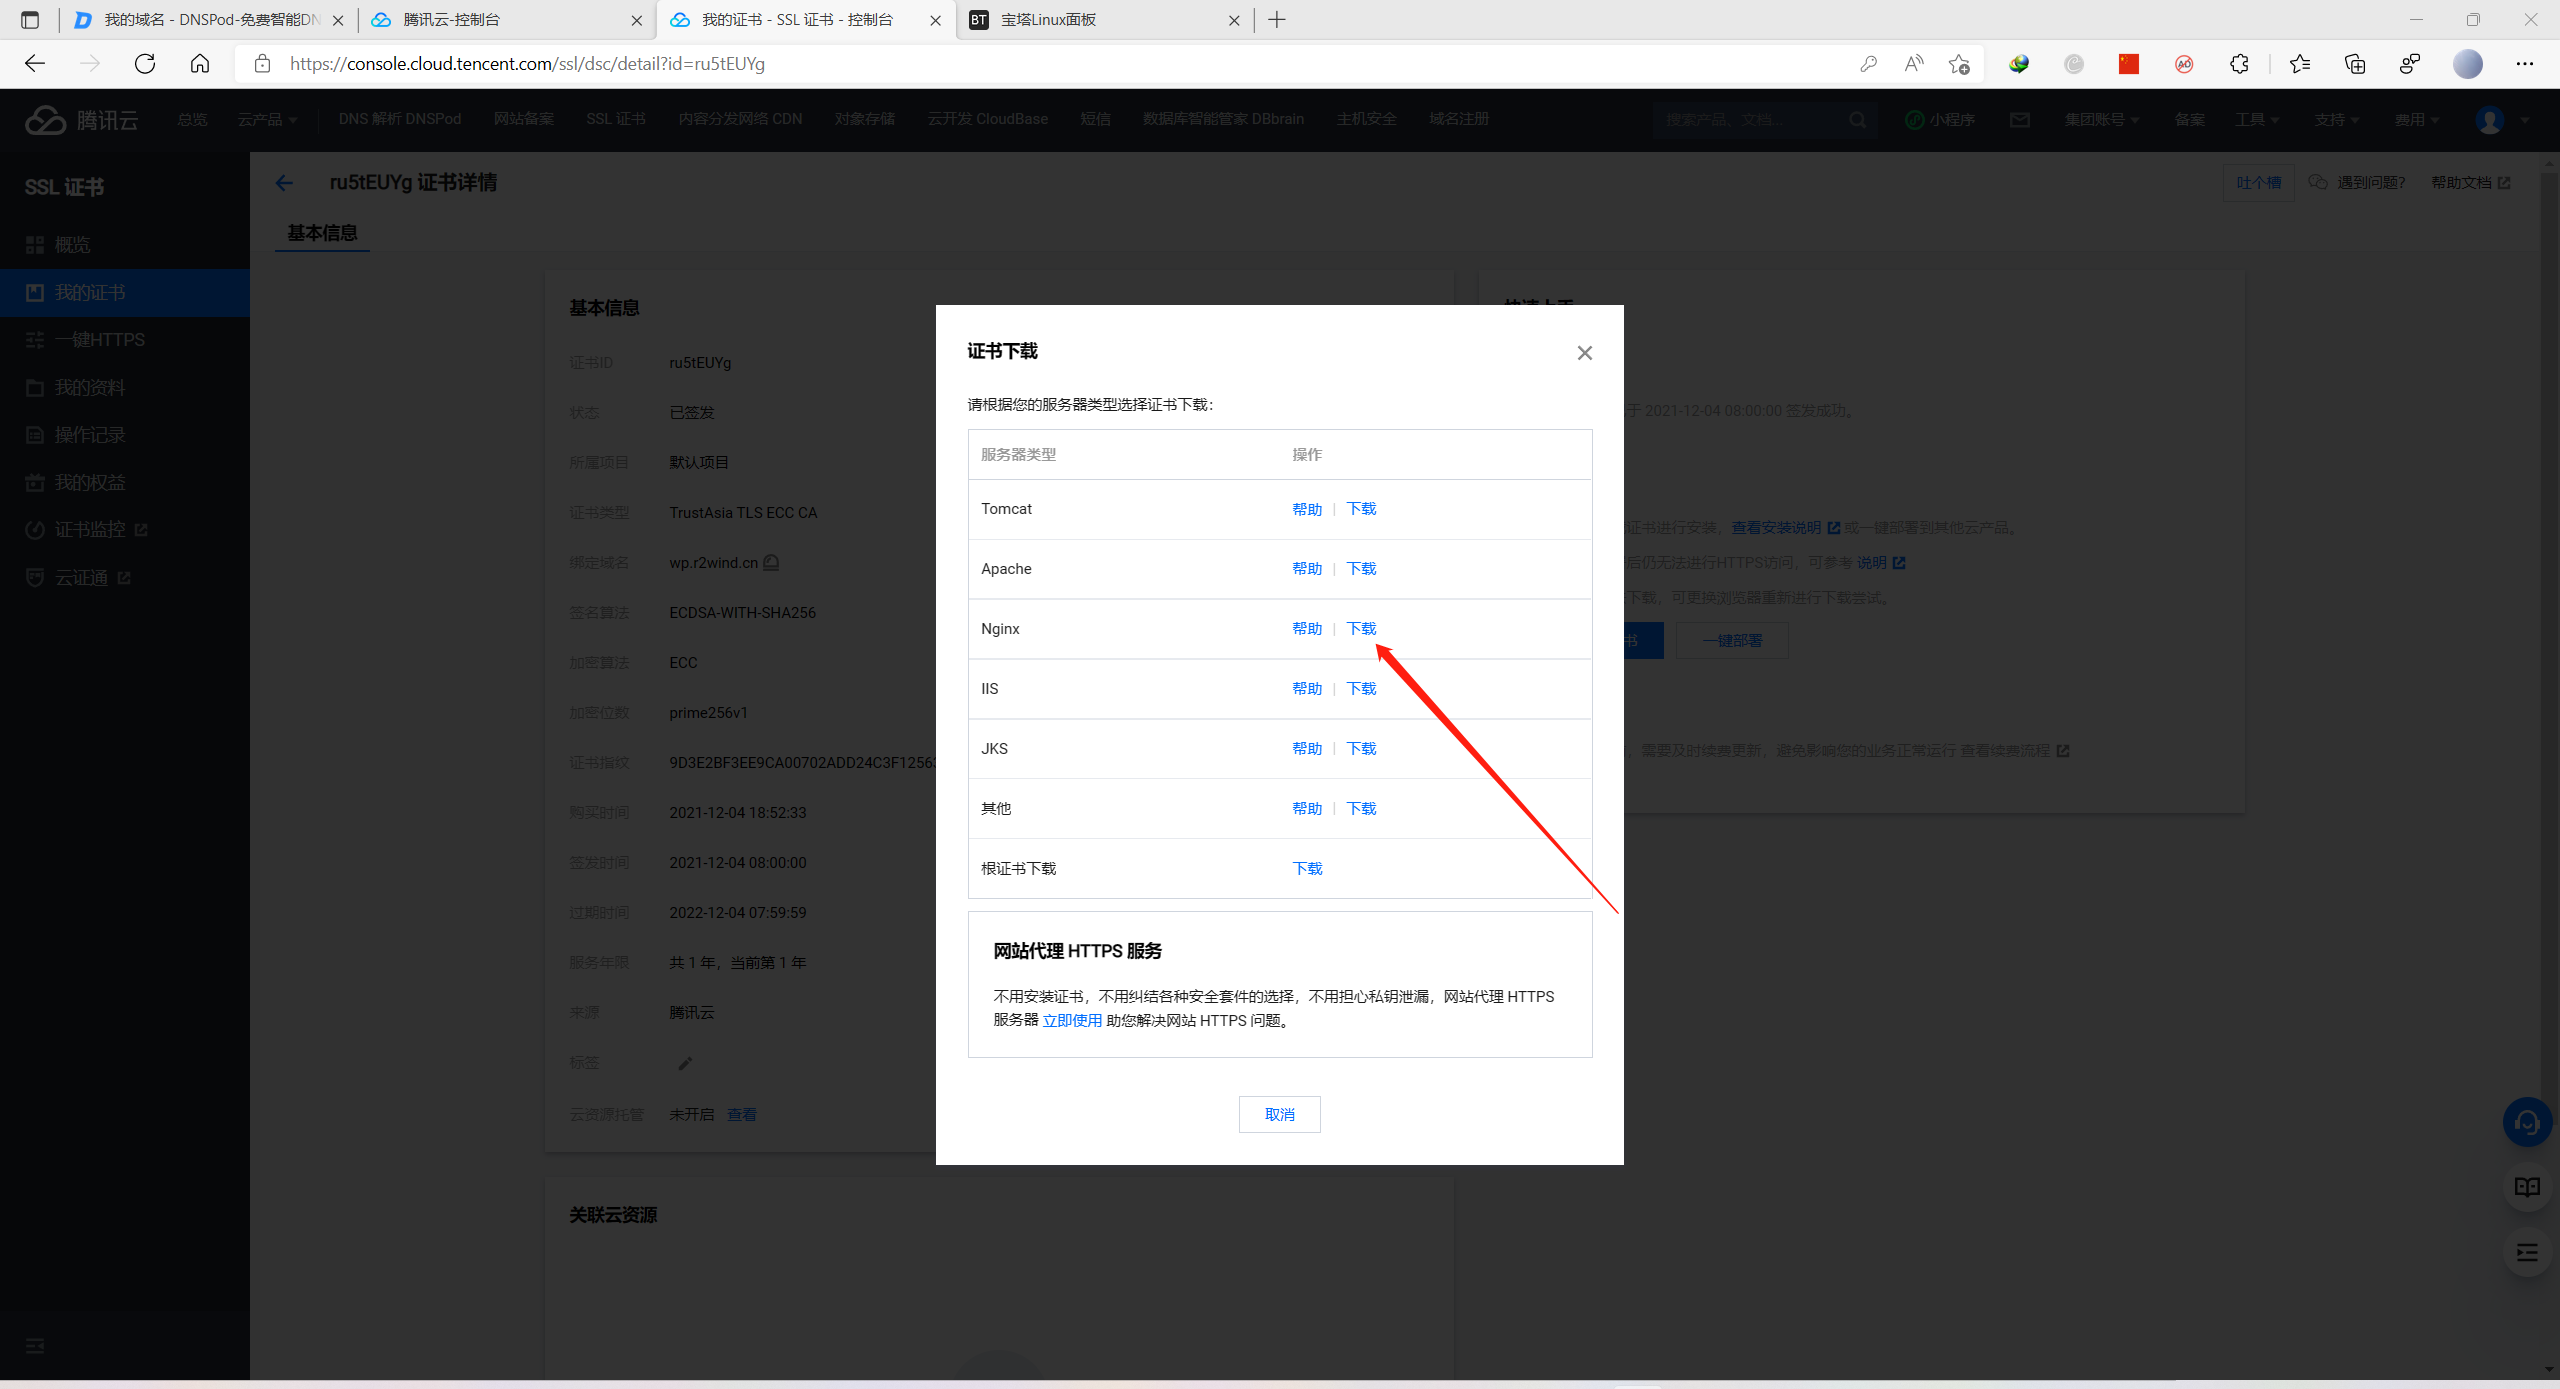 我的域名 - DNSPod-免费智能DN
腾讯云-控制台
我的证书 - SSL 证书 - 控制台
BT 宝塔Linux面板
https://console.cloud.tencent.com/ssl/dsc/detail?id=ru5tEUYg
腾讯云 总览 云产品 DNS 解析 DNSPod 网站备案 SSL 证书 内容分发网络 CDN 对象存储 云开发 CloudBase 短信 数据库智能管家 DBbrain 主机安全 域名注册 搜索产品、文档... 小程序 集团账号 备案 工具 支持 费用
SSL 证书
概览
我的证书
一键HTTPS
我的资料
操作记录
我的权益
证书监控
云证通
ru5tEUYg 证书详情
吐个槽 遇到问题? 帮助文档
基本信息
基本信息
证书ID ru5tEUYg
状态 已签发
所属项目 默认项目
证书类型 TrustAsia TLS ECC CA
绑定域名 wp.r2wind.cn
签名算法 ECDSA-WITH-SHA256
加密算法 ECC
加密位数 prime256v1
证书指纹 9D3E2BF3EE9CA00702ADD24C3F1256
购买时间 2021-12-04 18:52:33
签发时间 2021-12-04 08:00:00
过期时间 2022-12-04 07:59:59
服务年限 共 1 年，当前第 1 年
来源 腾讯云
标签
云资源托管 未开启 查看
关联云资源
证书下载
请根据您的服务器类型选择证书下载：
服务器类型 操作
Tomcat 帮助 | 下载
Apache 帮助 | 下载
Nginx 帮助 | 下载
IIS 帮助 | 下载
JKS 帮助 | 下载
其他 帮助 | 下载
根证书下载 下载
网站代理 HTTPS 服务
不用安装证书，不用纠结各种安全套件的选择，不用担心私钥泄漏，网站代理 HTTPS
服务器 立即使用 助您解决网站 HTTPS 问题。
取消
于 2021-12-04 08:00:00 签发成功。
证书进行安装，查看安装说明 或一键部署到其他云产品。
后仍无法进行HTTPS访问，可参考 说明
下载，可更换浏览器重新进行下载尝试。
书 一键部署
，需要及时续费更新，避免影响您的业务正常运行 查看续费流程